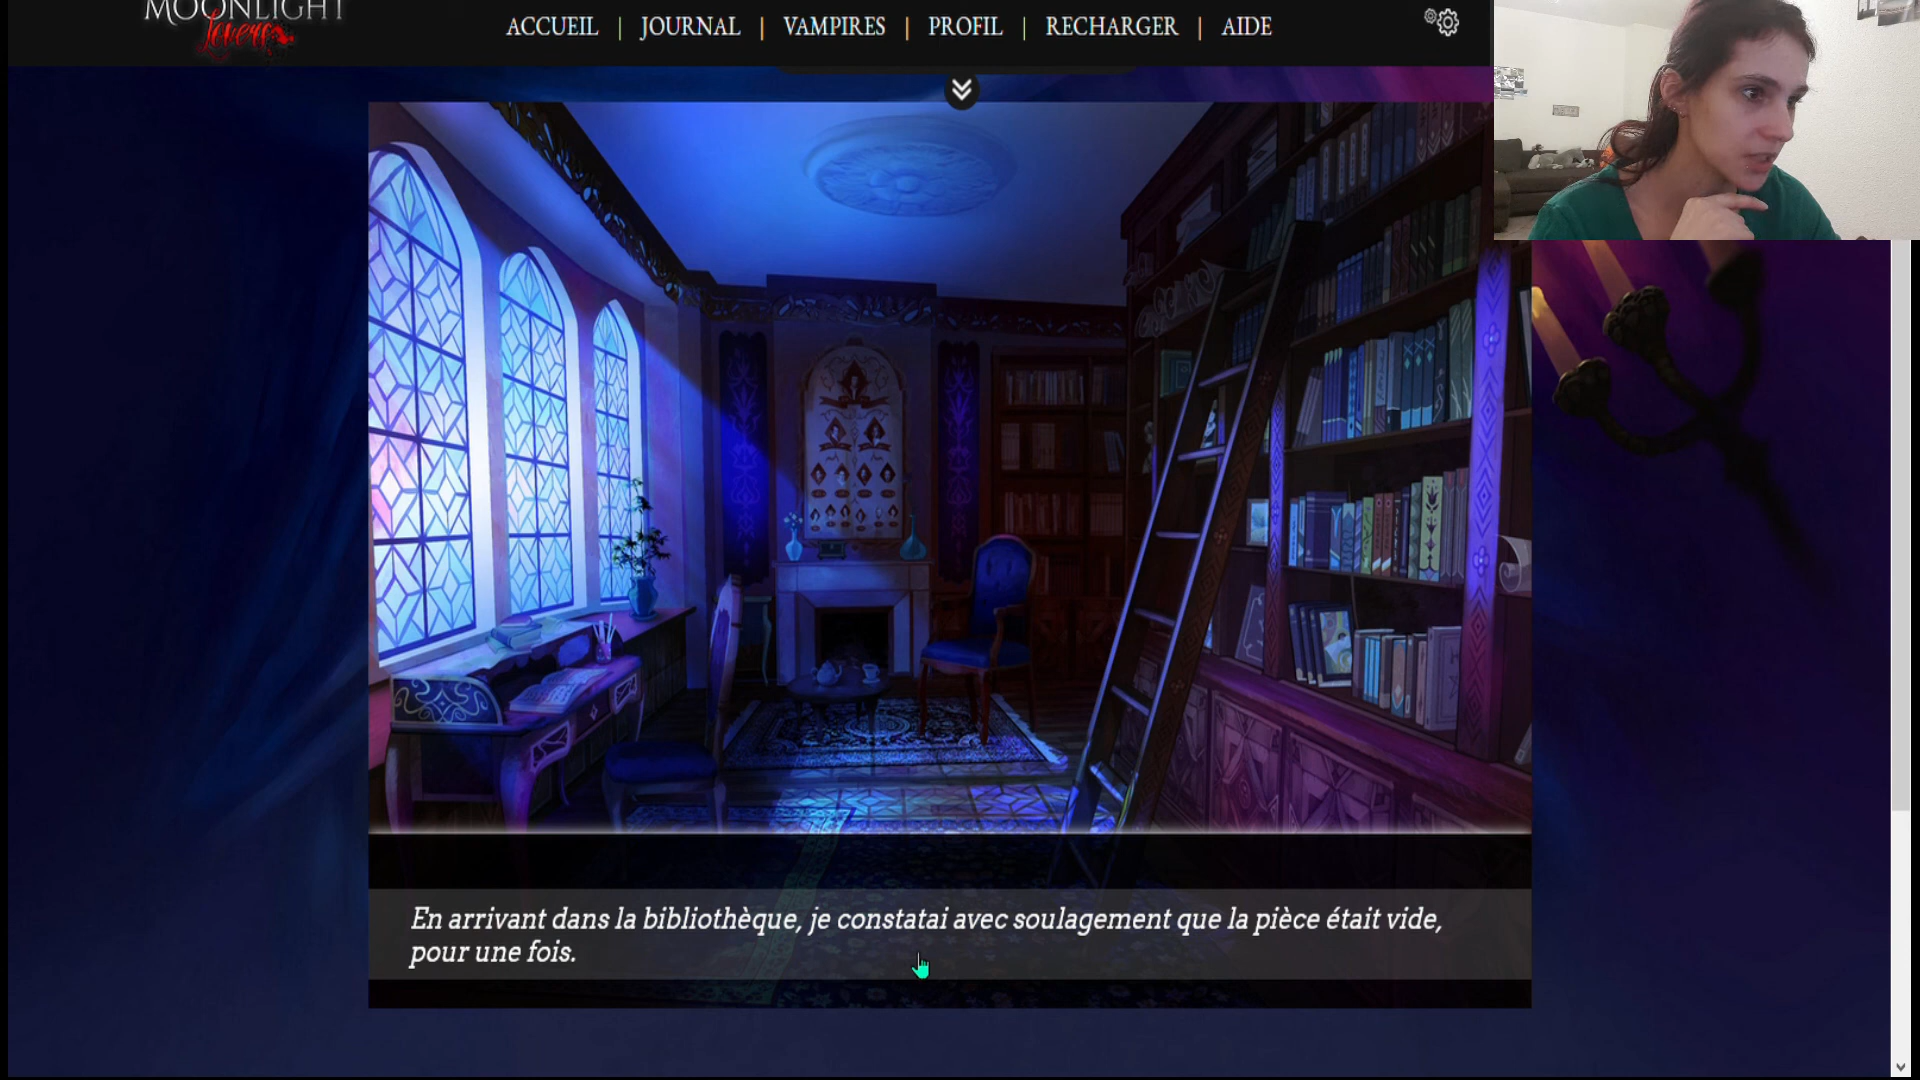 MOONLIGHT
Lovers
ACCUEIL | JOURNAL | VAMPIRES | PROFIL | RECHARGER | AIDE
En arrivant dans la bibliothèque, je constatai avec soulagement que la pièce était vide,
pour une fois.